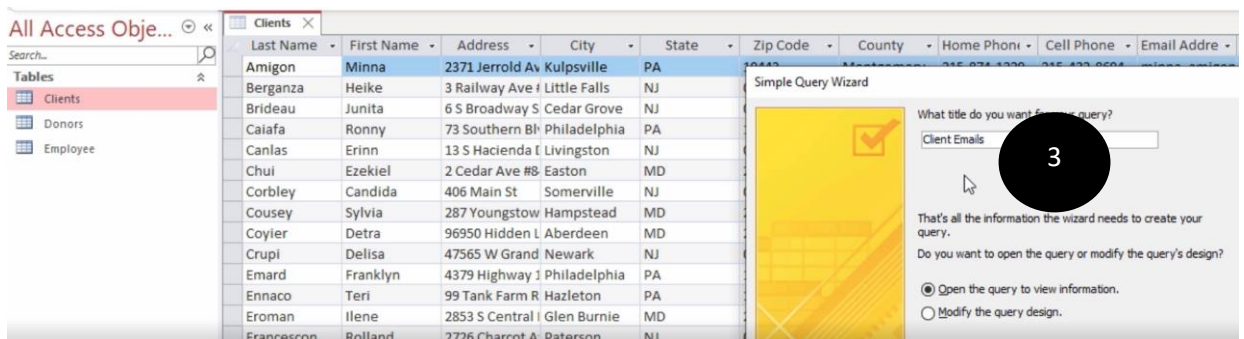 All Access Obje...
Search...
Tables
Clients
Donors
Employee
Clients
Last Name First Name Address City State Zip Code County Home Phone Cell Phone Email Addre
Amigon Minna 2371 Jerrold Av Kulpsville PA
Berganza Heike 3 Railway Ave # Little Falls NJ
Brideau Junita 6 S Broadway S Cedar Grove NJ
Caiafa Ronny 73 Southern Bl Philadelphia PA
Canlas Erinn 13 S Hacienda Livingston NJ
Chui Ezekiel 2 Cedar Ave #8 Easton MD
Corbley Candida 406 Main St Somerville NJ
Cousey Sylvia 287 Youngstow Hampstead MD
Coyier Detra 96950 Hidden L Aberdeen MD
Crupi Delisa 47565 W Grand Newark NJ
Emard Franklyn 4379 Highway 1 Philadelphia PA
Ennaco Teri 99 Tank Farm R Hazleton PA
Eroman Ilene 2853 S Central Glen Burnie MD
Francescon Rolland 2726 Charcot A Paterson NJ
Simple Query Wizard
What title do you want for your query?
Client Emails
3
That's all the information the wizard needs to create your
query.
Do you want to open the query or modify the query's design?
Open the query to view information.
Modify the query design.